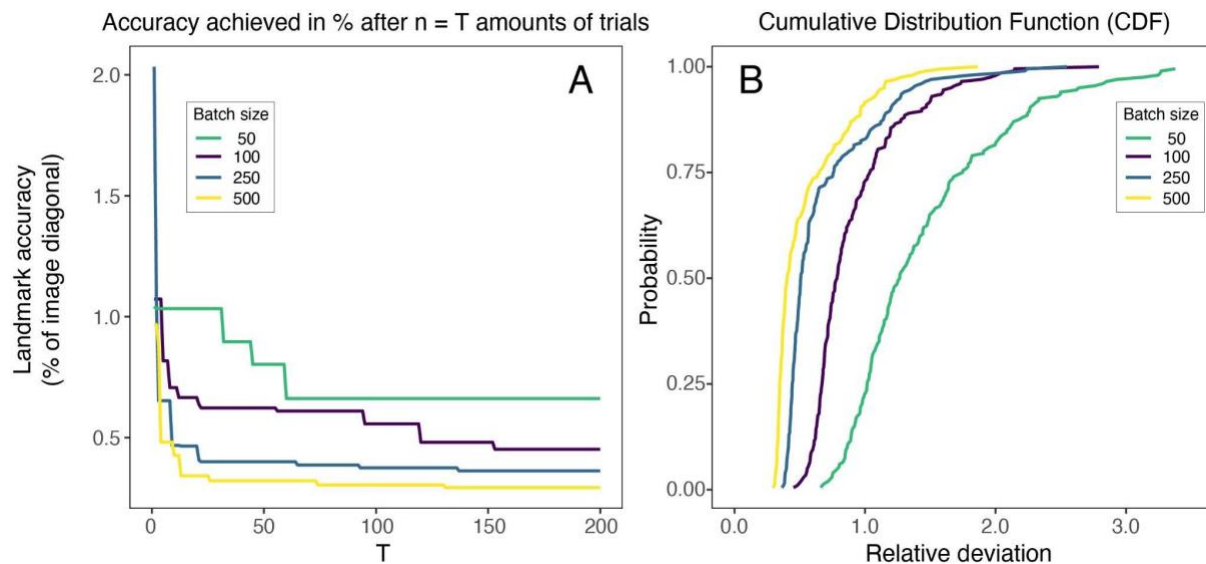 Accuracy achieved in % after n = T amounts of trials
A
Batch size
50
100
250
500
Landmark accuracy
(% of image diagonal)
2.0
1.5
1.0
0.5
0
50
100
150
200
T
Cumulative Distribution Function (CDF)
B
Batch size
50
100
250
500
Probability
1.00
0.75
0.50
0.25
0.00
0.0
1.0
2.0
3.0
Relative deviation